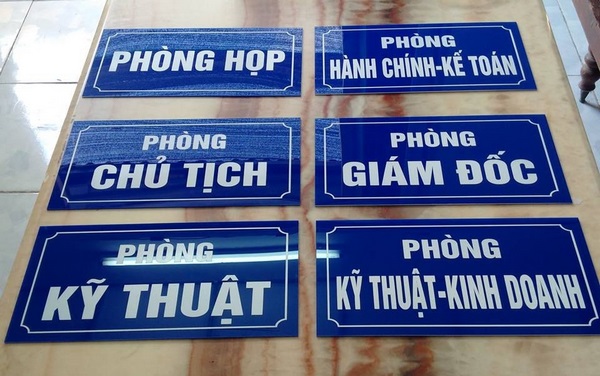 PHÒNG HỌP
PHÒNG
HÀNH CHÍNH-KẾ TOÁN
PHÒNG
CHỦ TỊCH
PHÒNG
GIÁM ĐỐC
PHÒNG
KỸ THUẬT
PHÒNG
KỸ THUẬT-KINH DOANH